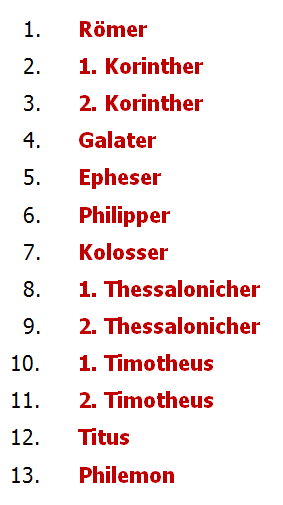 1. Römer
2. 1. Korinther
3. 2. Korinther
4. Galater
5. Epheser
6. Philipper
7. Kolosser
8. 1. Thessalonicher
9. 2. Thessalonicher
10. 1. Timotheus
11. 2. Timotheus
12. Titus
13. Philemon